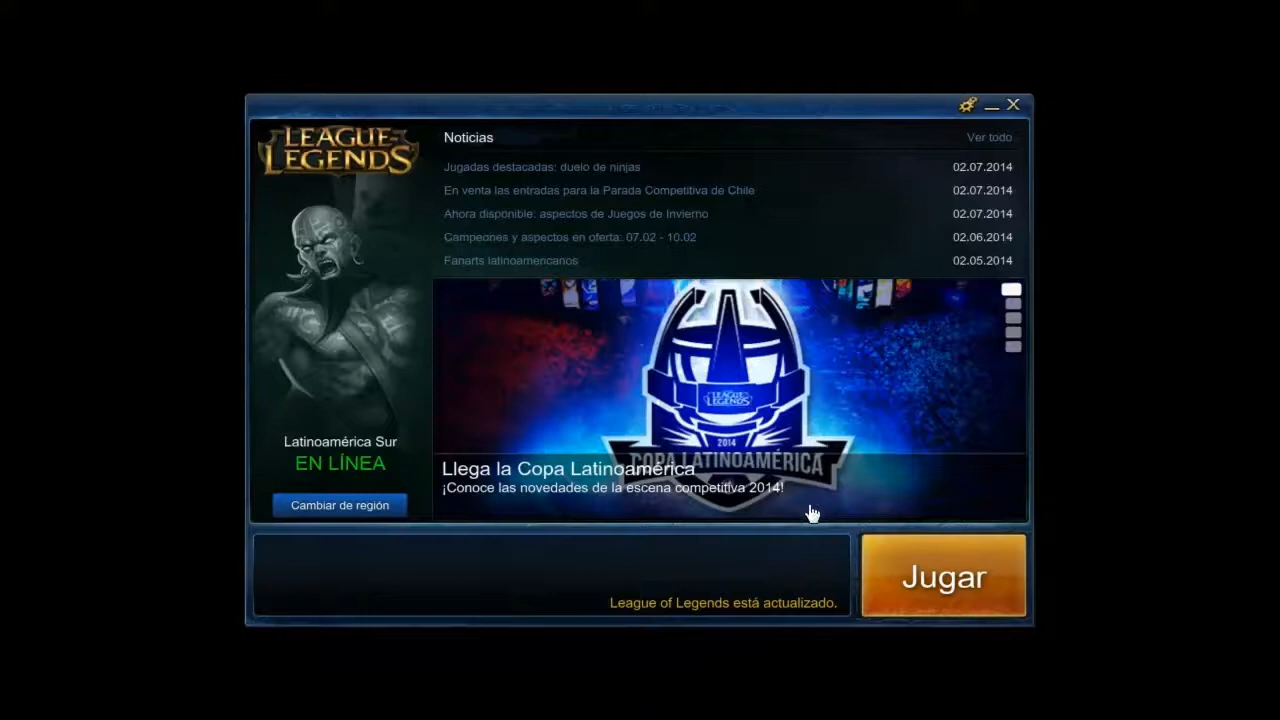 LEAGUE OF
LEGENDS
Noticias
Ver todo
Jugadas destacadas: duelo de ninjas
02.07.2014
En venta las entradas para la Parada Competitiva de Chile
02.07.2014
Ahora disponible: aspectos de Juegos de Invierno
02.07.2014
Campeones y aspectos en oferta: 07.02 - 10.02
02.06.2014
Fanarts latinoamericanos
02.05.2014
LEAGUE OF
LEGENDS
2014
COPA LATINOAMÉRICA
Llega la Copa Latinoamérica
¡Conoce las novedades de la escena competitiva 2014!
Latinoamérica Sur
EN LÍNEA
Cambiar de región
League of Legends está actualizado.
Jugar